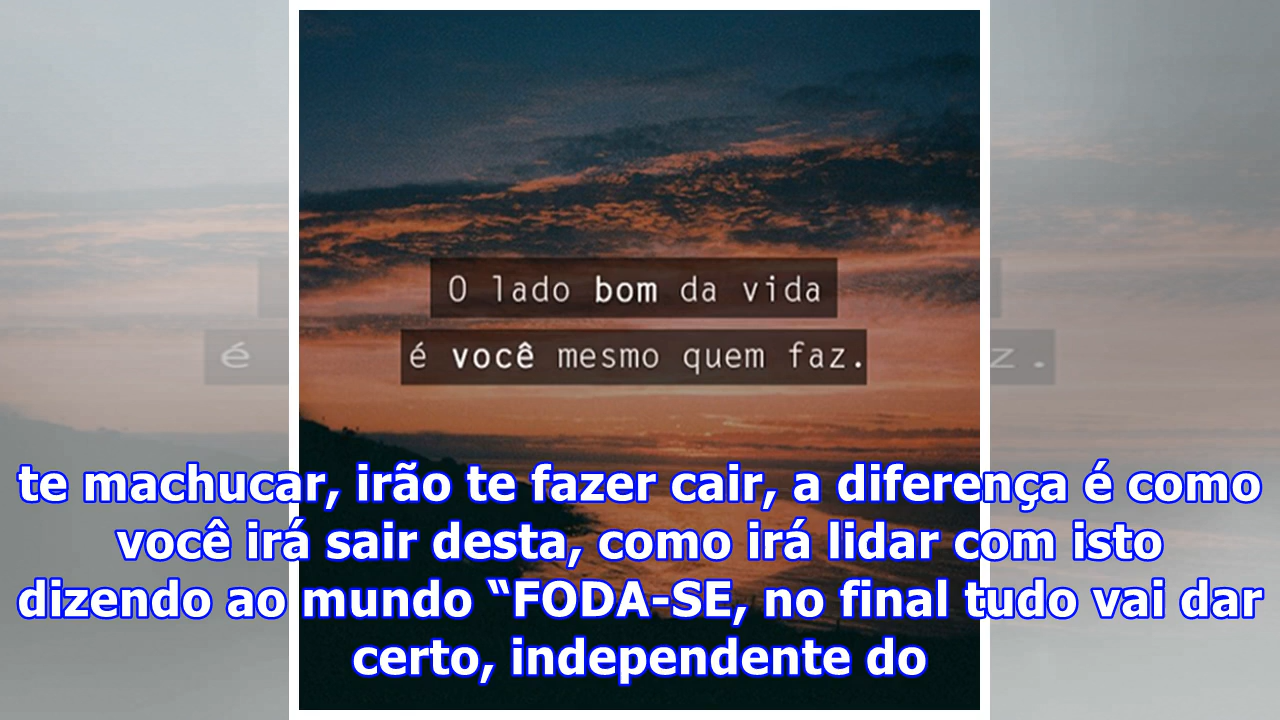 O lado bom da vida
é você mesmo quem faz.
te machucar, irão te fazer cair, a diferença é como
você irá sair desta, como irá lidar com isto
dizendo ao mundo “FODA-SE, no final tudo vai dar
certo, independente do